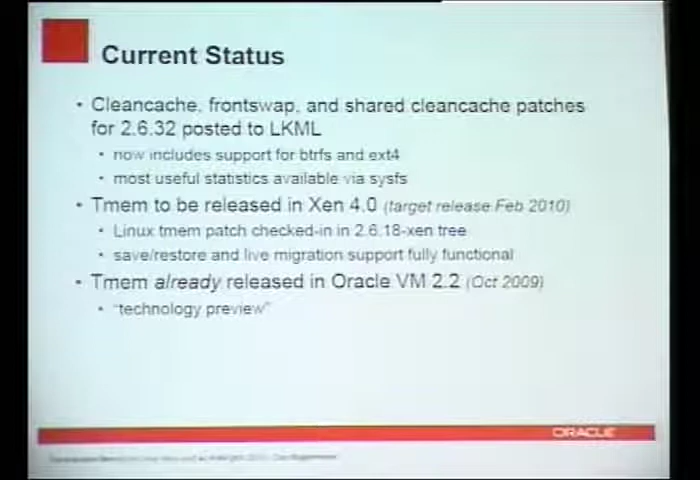 Current Status
• Cleancache, frontswap, and shared cleancache patches
for 2.6.32 posted to LKML
• now includes support for btrfs and ext4
• most useful statistics available via sysfs
• Tmem to be released in Xen 4.0 (target release Feb 2010)
• Linux tmem patch checked-in in 2.6.18-xen tree
• save/restore and live migration support fully functional
• Tmem already released in Oracle VM 2.2 (Oct 2009)
• "technology preview"
ORACLE